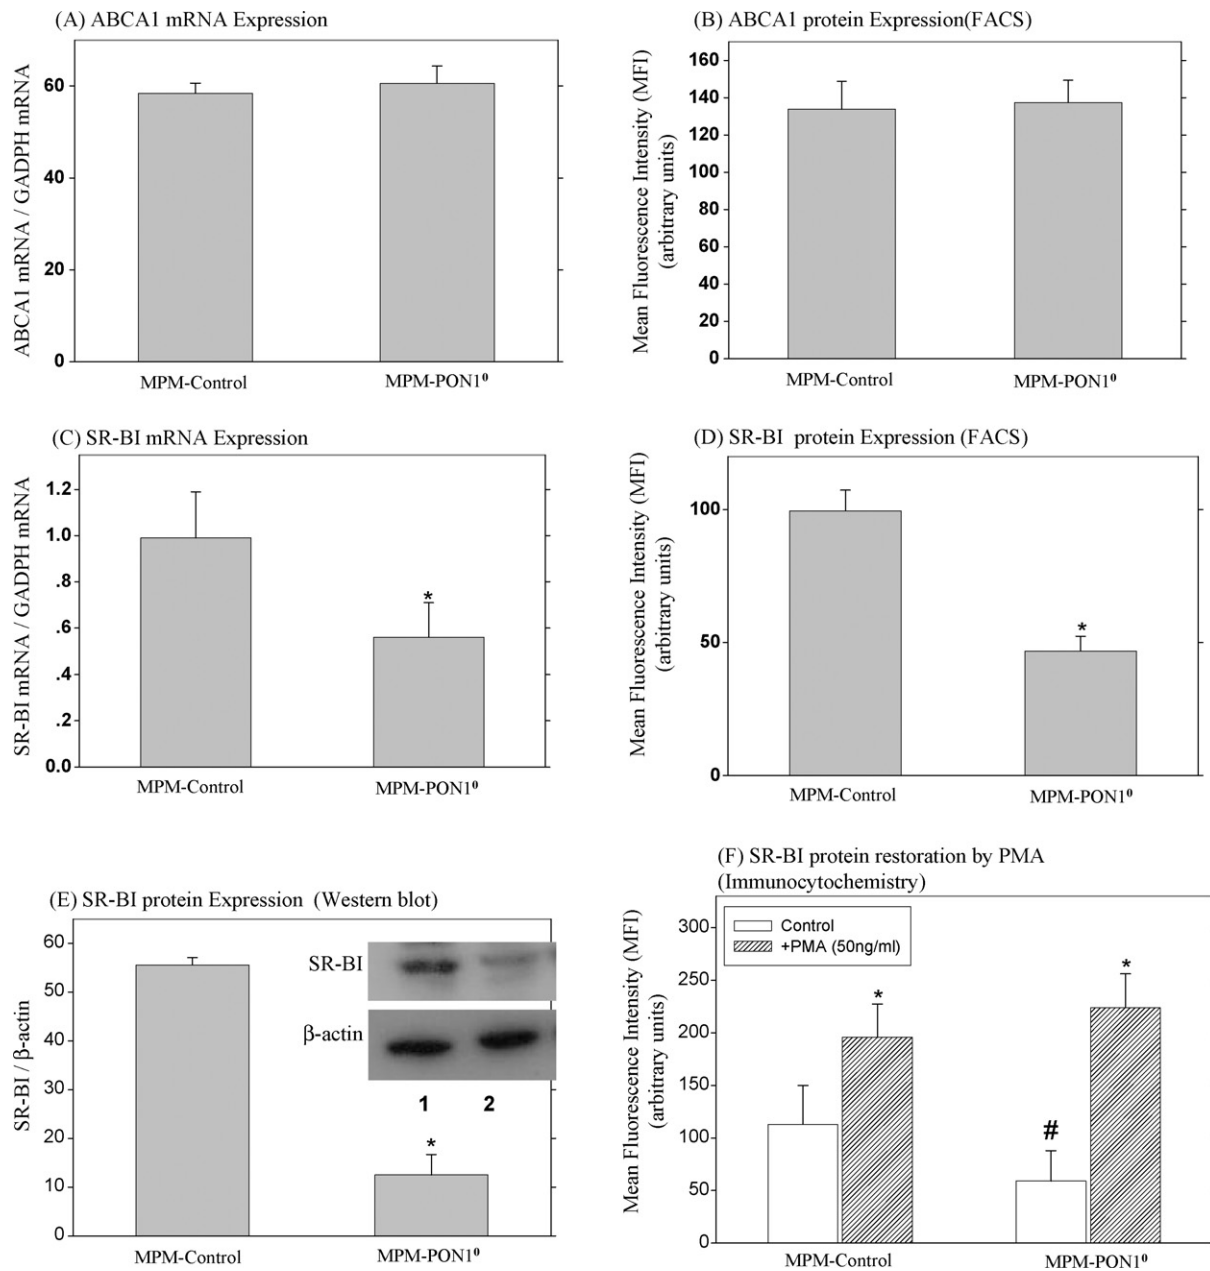 (A) ABCA1 mRNA Expression
ABCA1 mRNA / GADPH mRNA
60
40
20
0
MPM-Control
MPM-PON1⁰
(B) ABCA1 protein Expression(FACS)
Mean Fluorescence Intensity (MFI)
(arbitrary units)
160
140
120
100
80
60
40
20
0
MPM-Control
MPM-PON1⁰
(C) SR-BI mRNA Expression
SR-BI mRNA / GADPH mRNA
1.2
1.0
.8
.6
.4
.2
0.0
*
MPM-Control
MPM-PON1⁰
(D) SR-BI protein Expression (FACS)
Mean Fluorescence Intensity (MFI)
(arbitrary units)
100
50
0
*
MPM-Control
MPM-PON1⁰
(E) SR-BI protein Expression (Western blot)
SR-BI / β-actin
60
50
40
30
20
10
0
SR-BI
β-actin
1 2
*
MPM-Control
MPM-PON1⁰
(F) SR-BI protein restoration by PMA
(Immunocytochemistry)
Mean Fluorescence Intensity (MFI)
(arbitrary units)
300
250
200
150
100
50
0
Control
+PMA (50ng/ml)
*
#
*
MPM-Control
MPM-PON1⁰